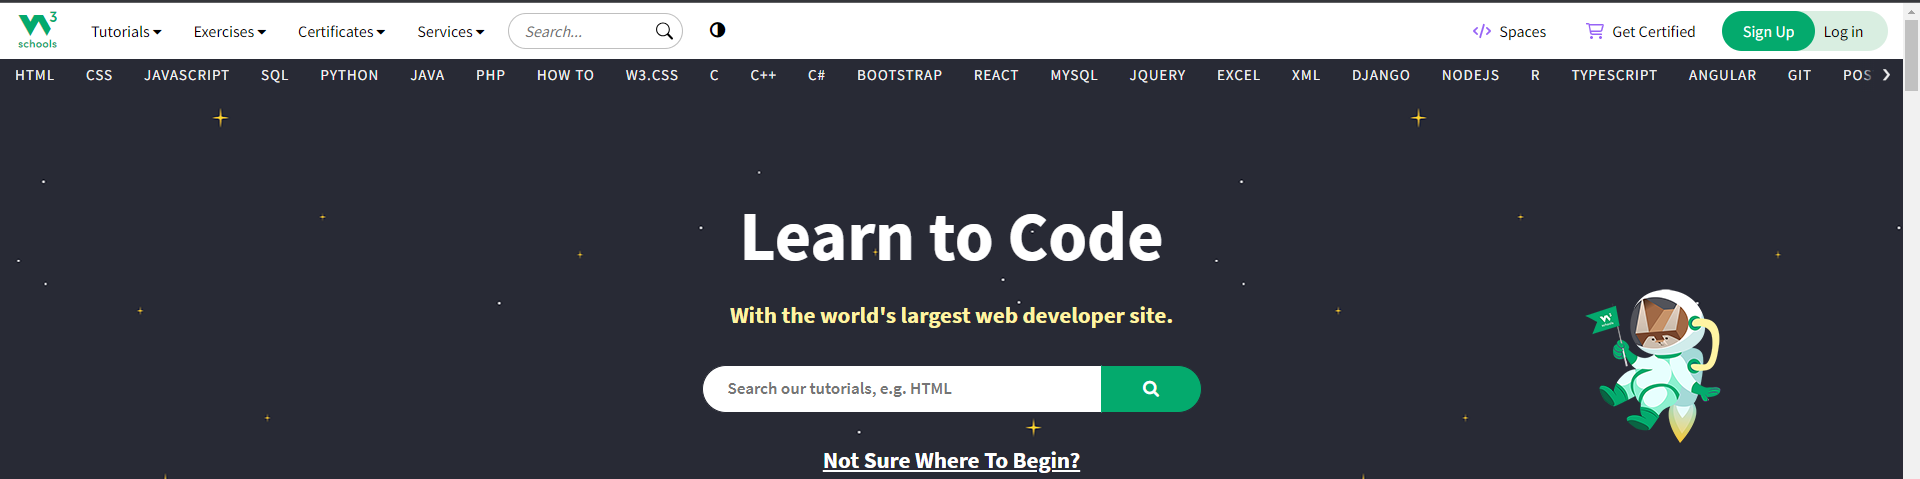 W3 schools Tutorials Exercises Certificates Services Search... Spaces Get Certified Sign Up Log in
HTML CSS JAVASCRIPT SQL PYTHON JAVA PHP HOW TO W3.CSS C C++ C# BOOTSTRAP REACT MYSQL JQUERY EXCEL XML DJANGO NODEJS R TYPESCRIPT ANGULAR GIT POS
Learn to Code
With the world's largest web developer site.
Search our tutorials, e.g. HTML
Not Sure Where To Begin?